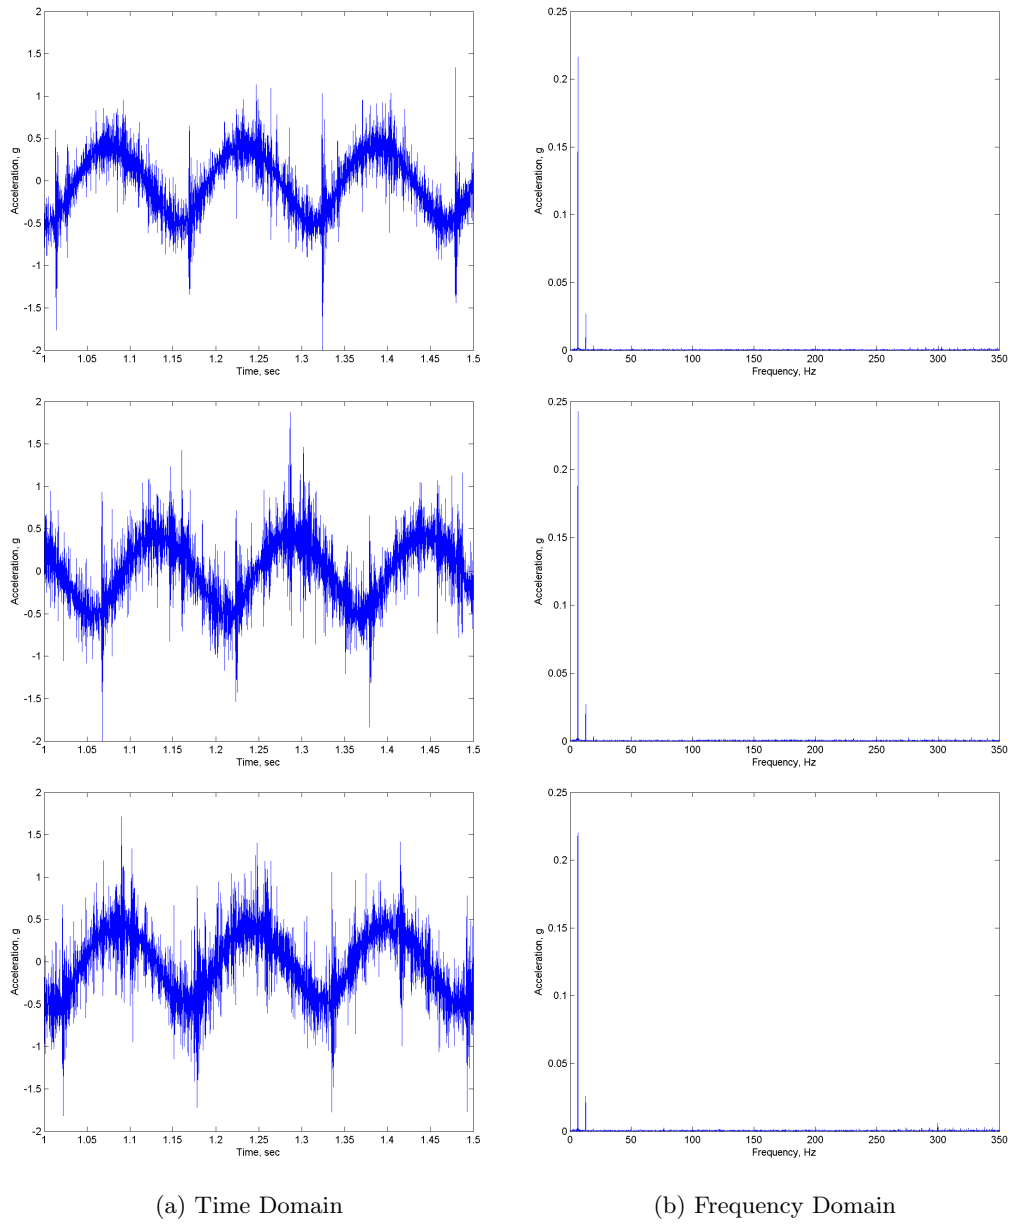 2
1.5
1
0.5
0
-0.5
-1
-1.5
-2
Acceleration, g
1 1.05 1.1 1.15 1.2 1.25 1.3 1.35 1.4 1.45 1.5
Time, sec
0.25
0.2
0.15
0.1
0.05
0
Acceleration, g
0 50 100 150 200 250 300 350
Frequency, Hz
2
1.5
1
0.5
0
-0.5
-1
-1.5
-2
Acceleration, g
1 1.05 1.1 1.15 1.2 1.25 1.3 1.35 1.4 1.45 1.5
Time, sec
0.25
0.2
0.15
0.1
0.05
0
Acceleration, g
0 50 100 150 200 250 300 350
Frequency, Hz
2
1.5
1
0.5
0
-0.5
-1
-1.5
-2
Acceleration, g
1 1.05 1.1 1.15 1.2 1.25 1.3 1.35 1.4 1.45 1.5
Time, sec
0.25
0.2
0.15
0.1
0.05
0
Acceleration, g
0 50 100 150 200 250 300 350
Frequency, Hz
(a) Time Domain
(b) Frequency Domain